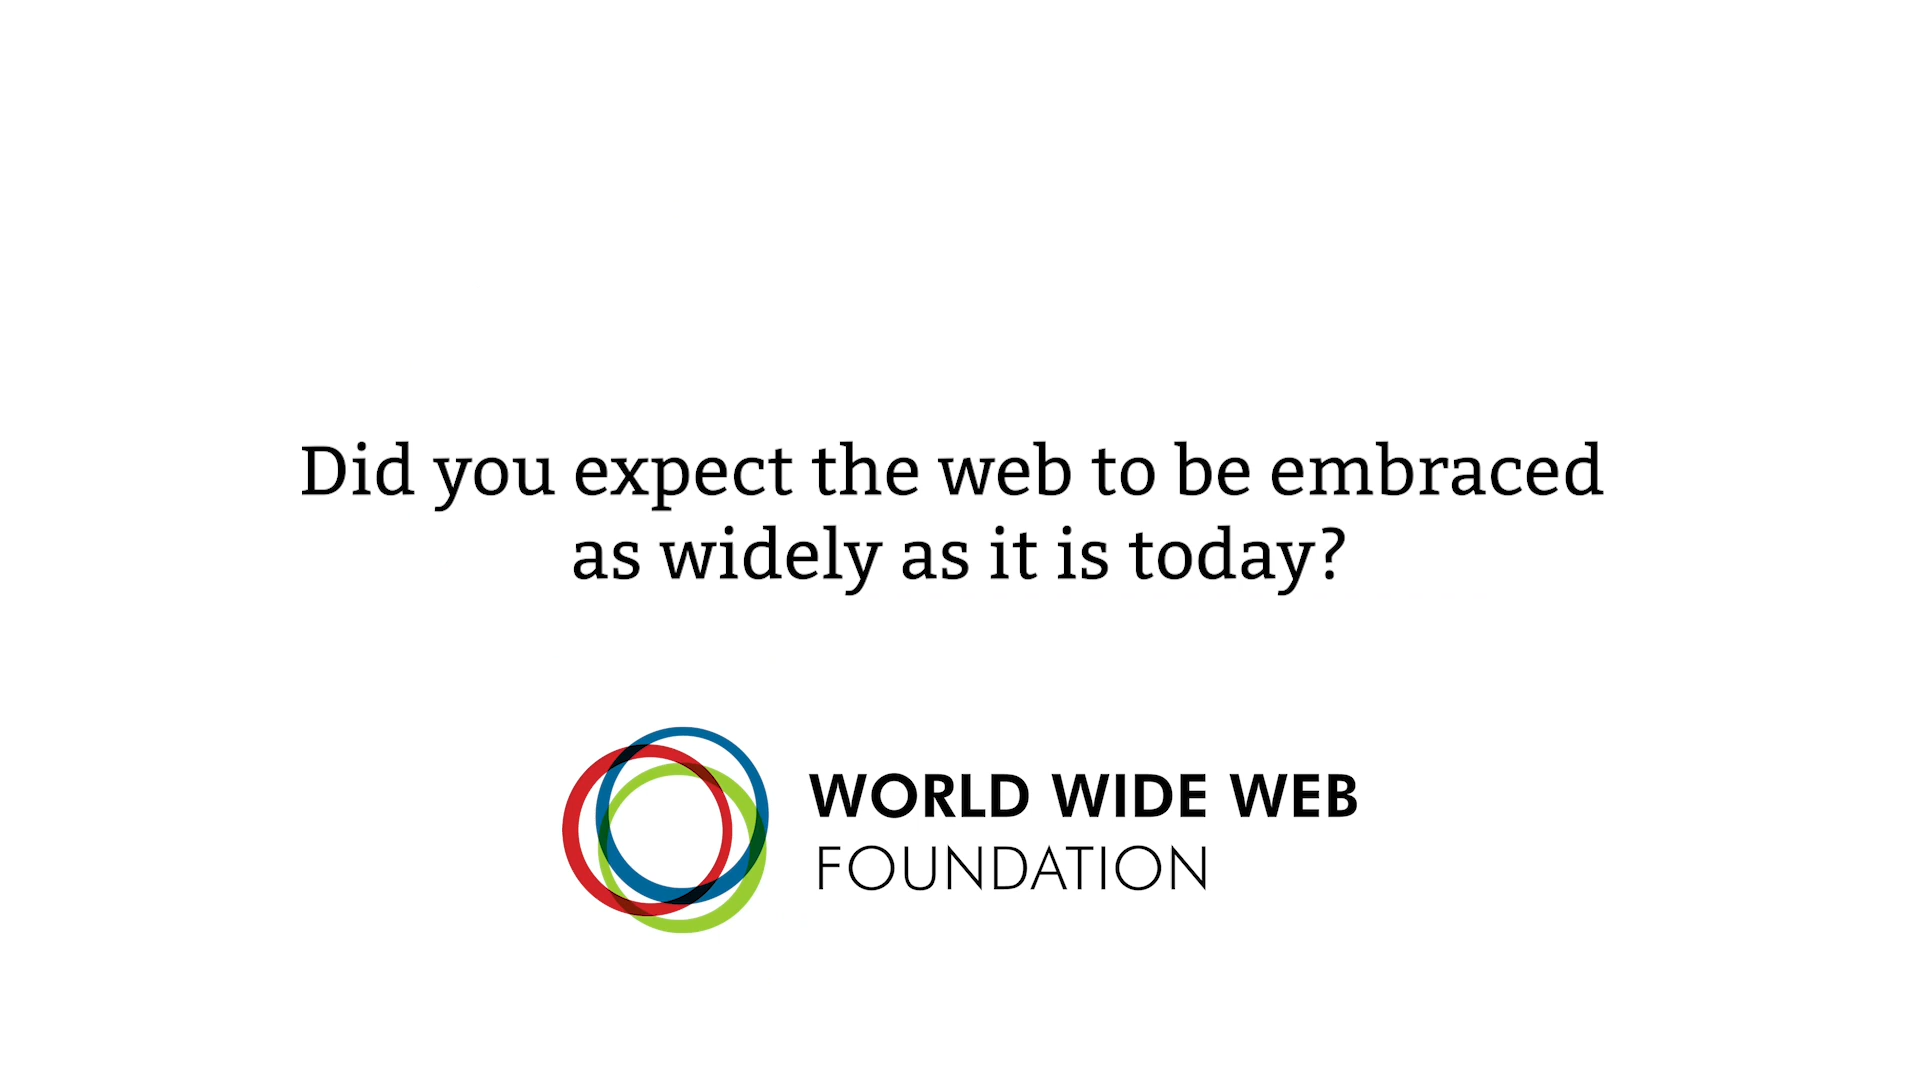 Did you expect the web to be embraced
as widely as it is today?
WORLD WIDE WEB
FOUNDATION